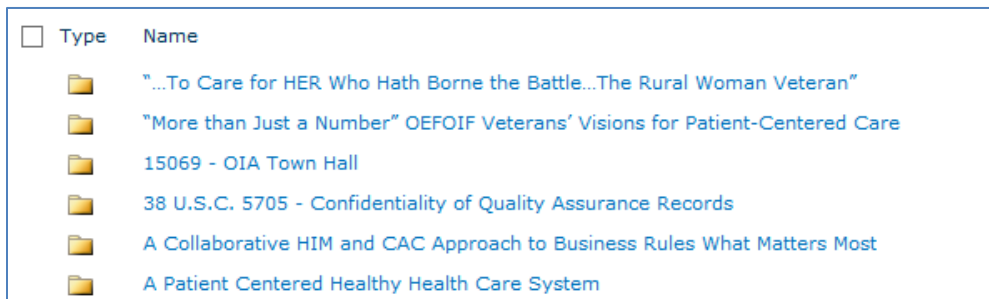 Type Name
“…To Care for HER Who Hath Borne the Battle…The Rural Woman Veteran”
“More than Just a Number” OEFOIF Veterans’ Visions for Patient-Centered Care
15069 - OIA Town Hall
38 U.S.C. 5705 - Confidentiality of Quality Assurance Records
A Collaborative HIM and CAC Approach to Business Rules What Matters Most
A Patient Centered Healthy Health Care System